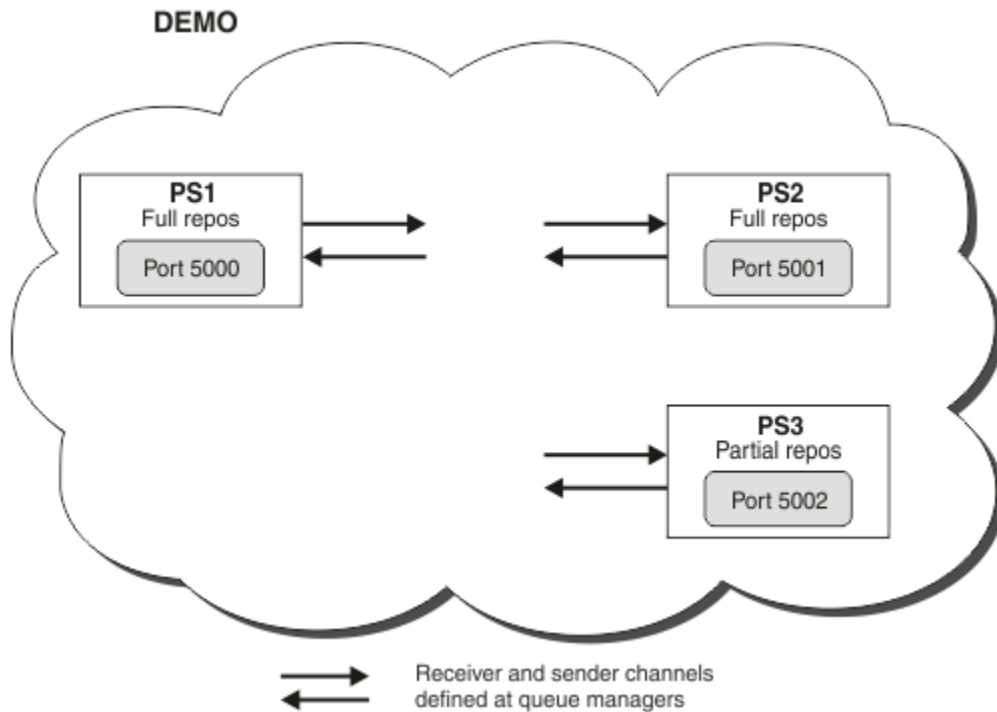 DEMO
PS1
Full repos
Port 5000
PS2
Full repos
Port 5001
PS3
Partial repos
Port 5002
Receiver and sender channels
defined at queue managers